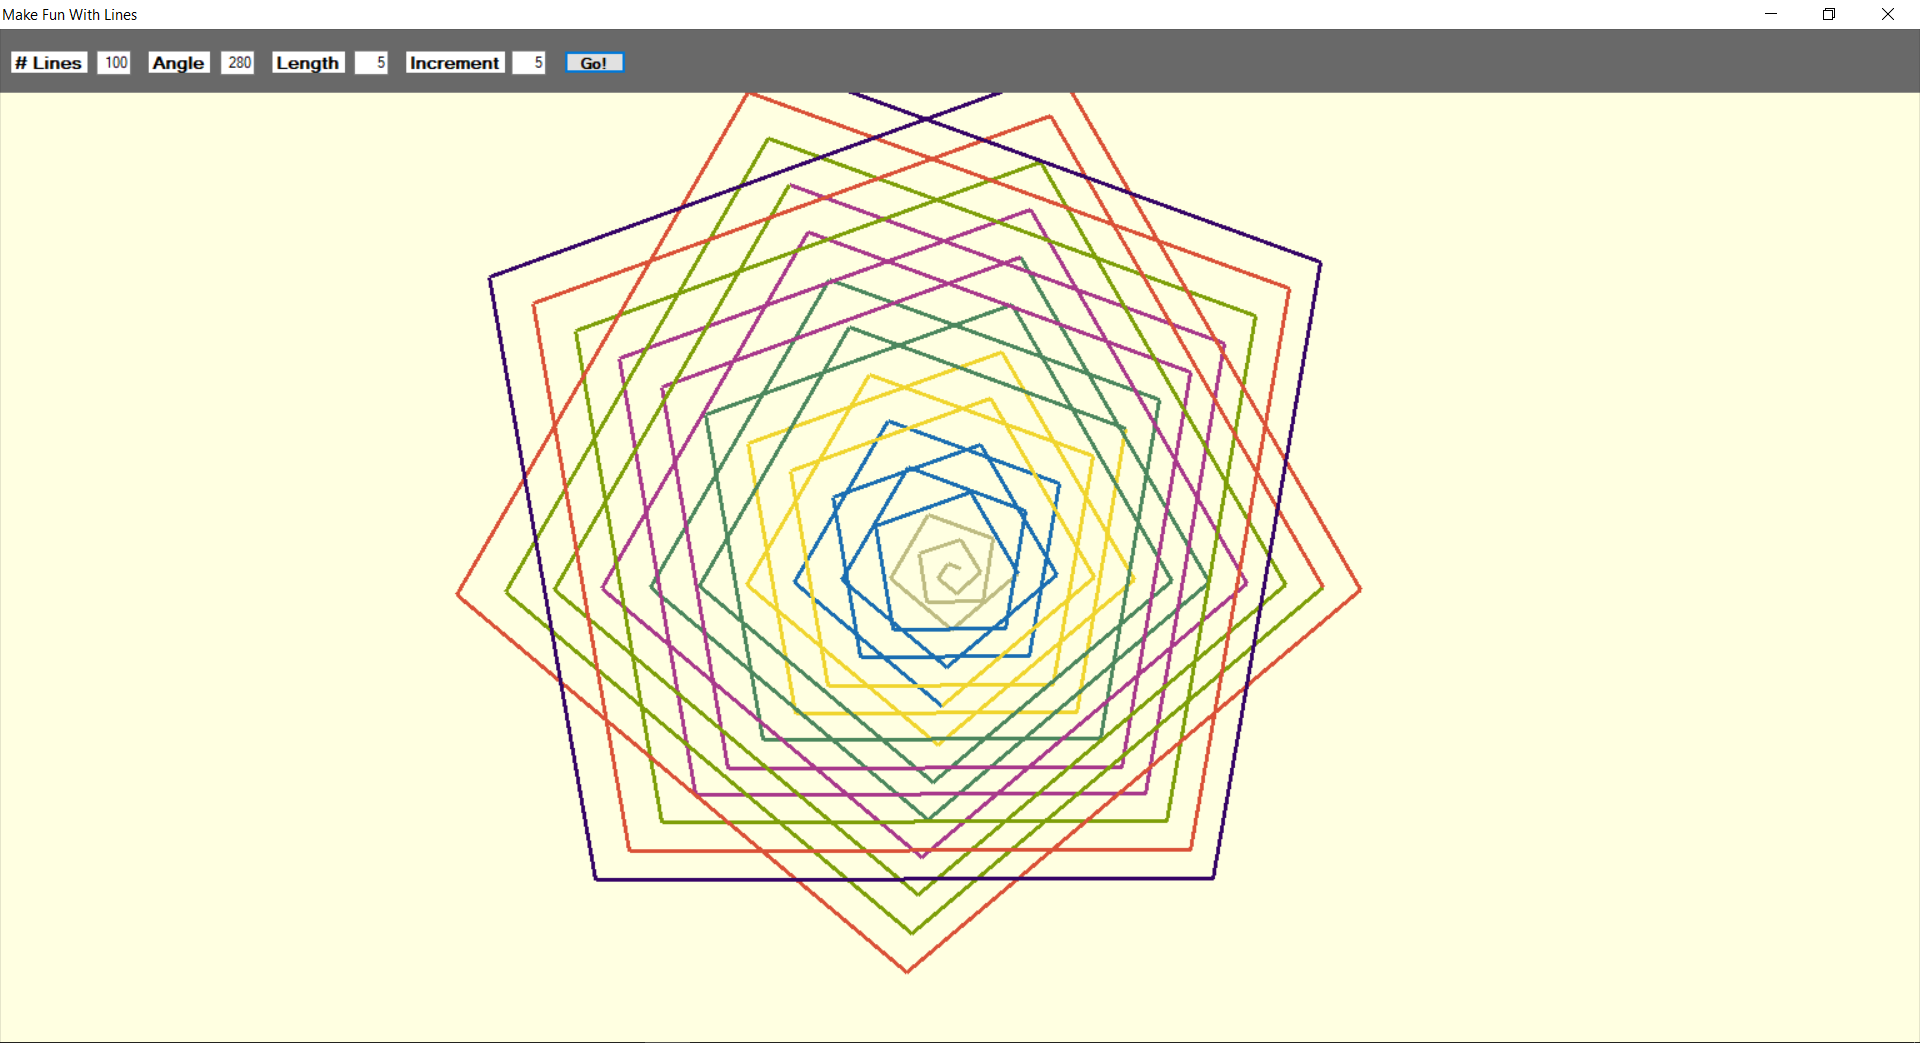 Make Fun With Lines
# Lines 100 Angle 280 Length 5 Increment 5 Go!